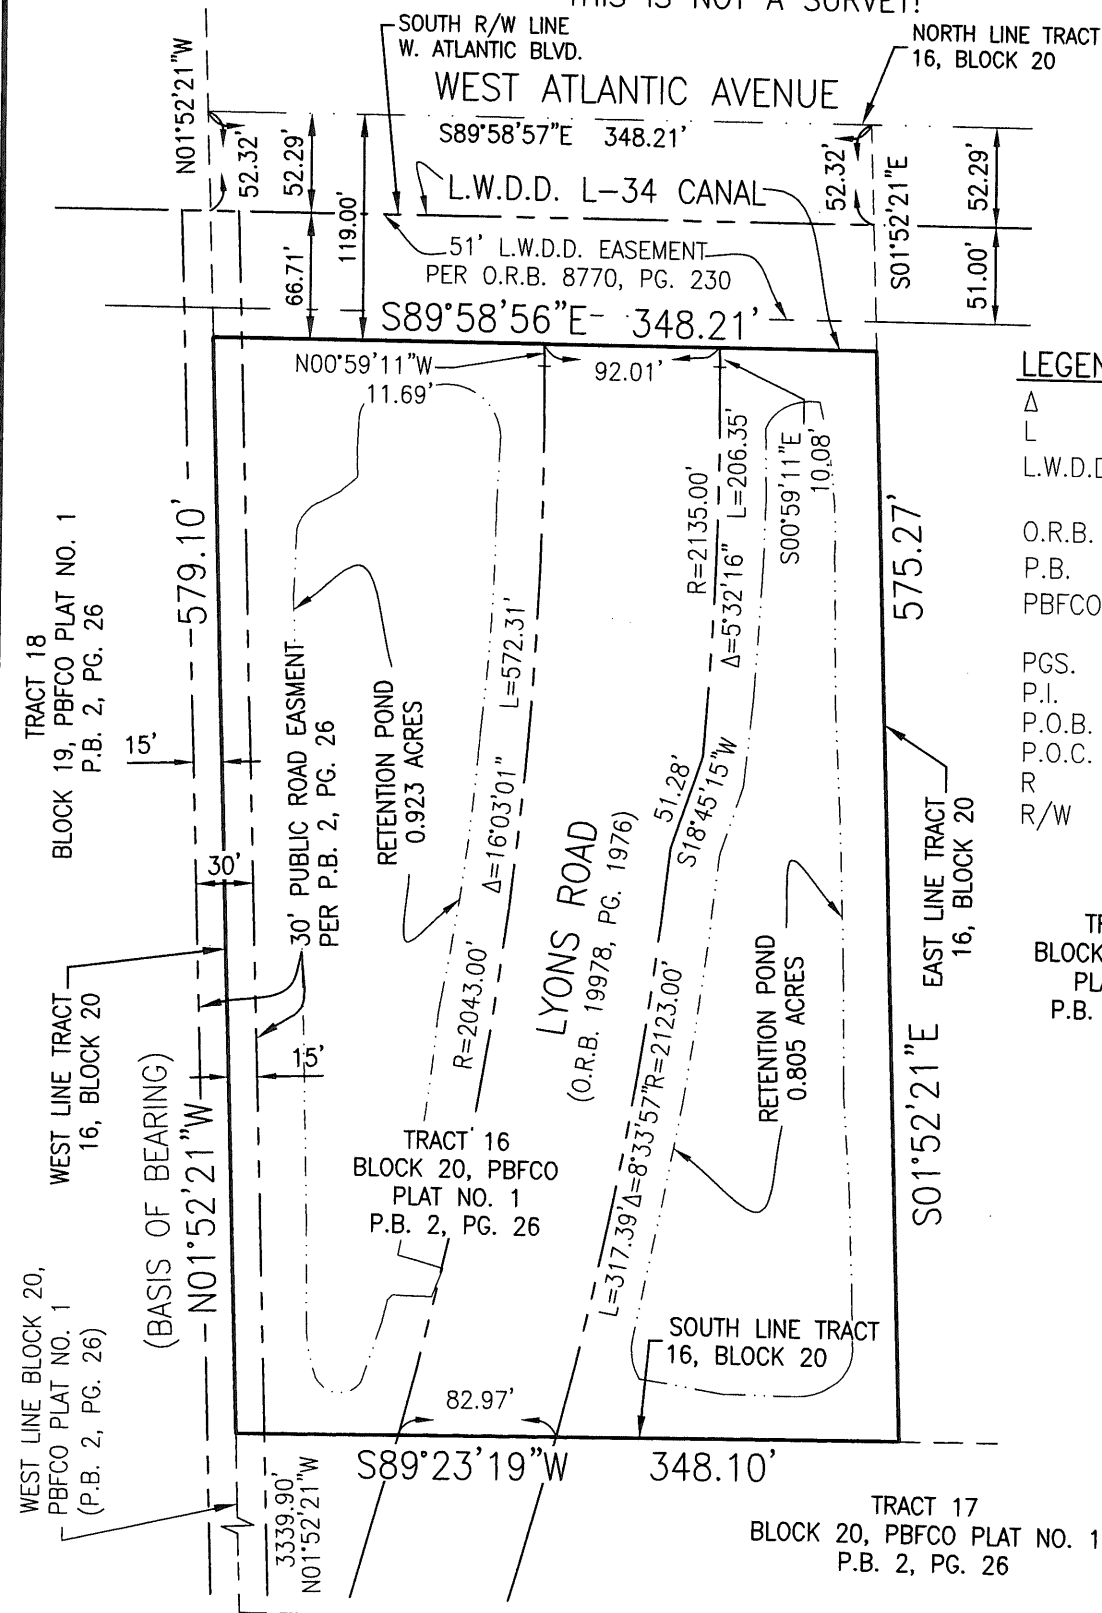 THIS IS NOT A SURVEY!
SOUTH R/W LINE
W. ATLANTIC BLVD.
NORTH LINE TRACT
16, BLOCK 20
WEST ATLANTIC AVENUE
N01°52'21"W
S89°58'57"E 348.21'
52.32'
52.29'
119.00'
52.32'
S01°52'21"E
52.29'
L.W.D.D. L-34 CANAL
51' L.W.D.D. EASEMENT
PER O.R.B. 8770, PG. 230
66.71'
51.00'
S89°58'56"E 348.21'
N00°59'11"W
11.69'
92.01'
LEGEN
Δ
L
L.W.D.D
O.R.B.
P.B.
PBFCO
PGS.
P.I.
P.O.B.
P.O.C.
R
R/W
R=2135.00'
Δ=5°32'16" L=206.35'
S00°59'11"E
10.08'
579.10'
575.27'
TRACT 18
BLOCK 19, PBFCO PLAT NO. 1
P.B. 2, PG. 26
15'
30'
30' PUBLIC ROAD EASMENT
PER P.B. 2, PG. 26
RETENTION POND
0.923 ACRES
R=2043.00' Δ=16°03'01" L=572.31'
51.28'
S18°45'15"W
LYONS ROAD
(O.R.B. 19978, PG. 1976)
EAST LINE TRACT
16, BLOCK 20
TR
BLOCK
PLA
P.B.
WEST LINE TRACT
16, BLOCK 20
15'
RETENTION POND
0.805 ACRES
(BASIS OF BEARING)
N01°52'21"W
S01°52'21"E
TRACT 16
BLOCK 20, PBFCO
PLAT NO. 1
P.B. 2, PG. 26
L=317.39' Δ=8°33'57" R=2123.00'
WEST LINE BLOCK 20,
PBFCO PLAT NO. 1
(P.B. 2, PG. 26)
SOUTH LINE TRACT
16, BLOCK 20
82.97'
S89°23'19"W 348.10'
3339.90'
N01°52'21"W
TRACT 17
BLOCK 20, PBFCO PLAT NO. 1
P.B. 2, PG. 26